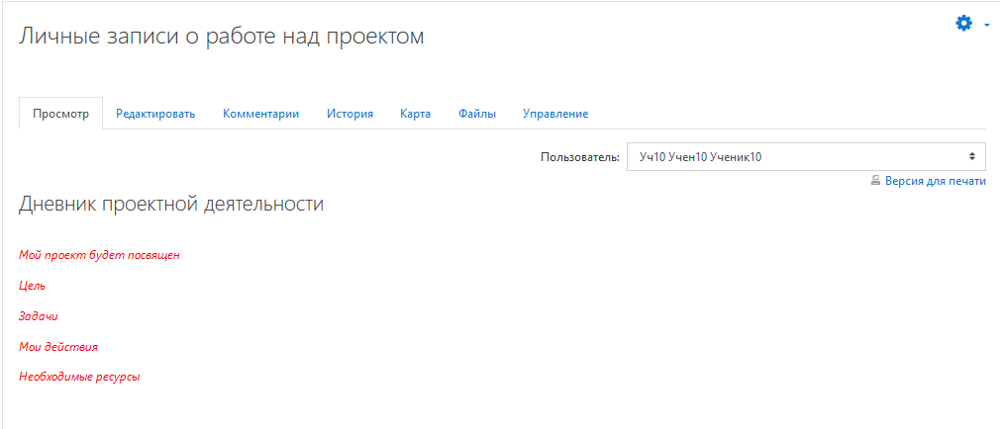 Личные записи о работе над проектом
Просмотр Редактировать Комментарии История Карта Файлы Управление
Пользователь: Уч10 Учен10 Ученик10
Версия для печати
Дневник проектной деятельности
Мой проект будет посвящен
Цель
Задачи
Мои действия
Необходимые ресурсы